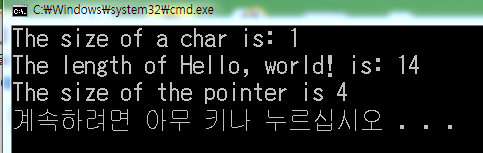 C:₩Windows₩system32₩cmd.exe
The size of a char is: 1
The length of Hello, world! is: 14
The size of the pointer is 4
계속하려면 아무 키나 누르십시오 . . .